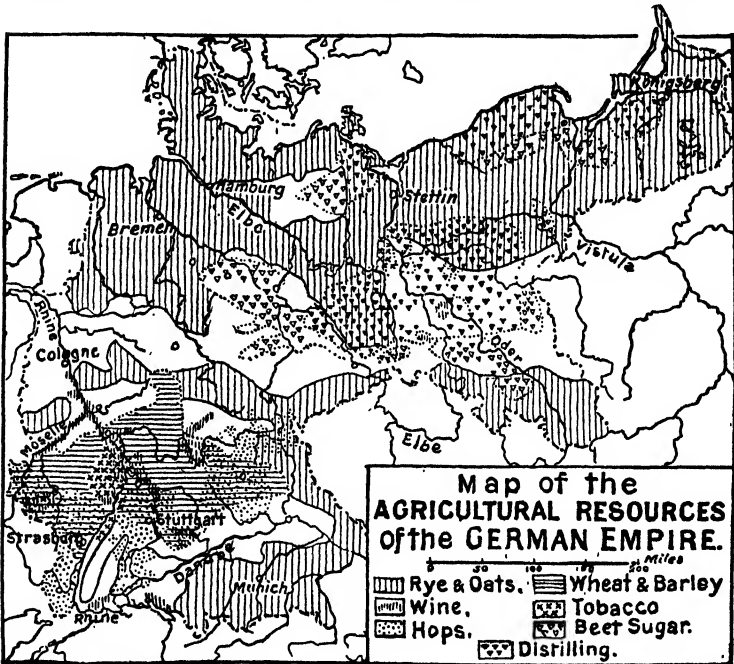 Königsberg
Hamburg
Stettin
Elbe
Bremen
Vistula
Rhine
Cologne
Oder
Moselle
Elbe
Stuttgart
Strasburg
Danube
Munich
Rhine
Map of the
AGRICULTURAL RESOURCES
of the GERMAN EMPIRE.
0 50 100 150 200 Miles
Rye & Oats. Wheat & Barley
Wine. Tobacco
Hops. Beet Sugar.
Distilling.